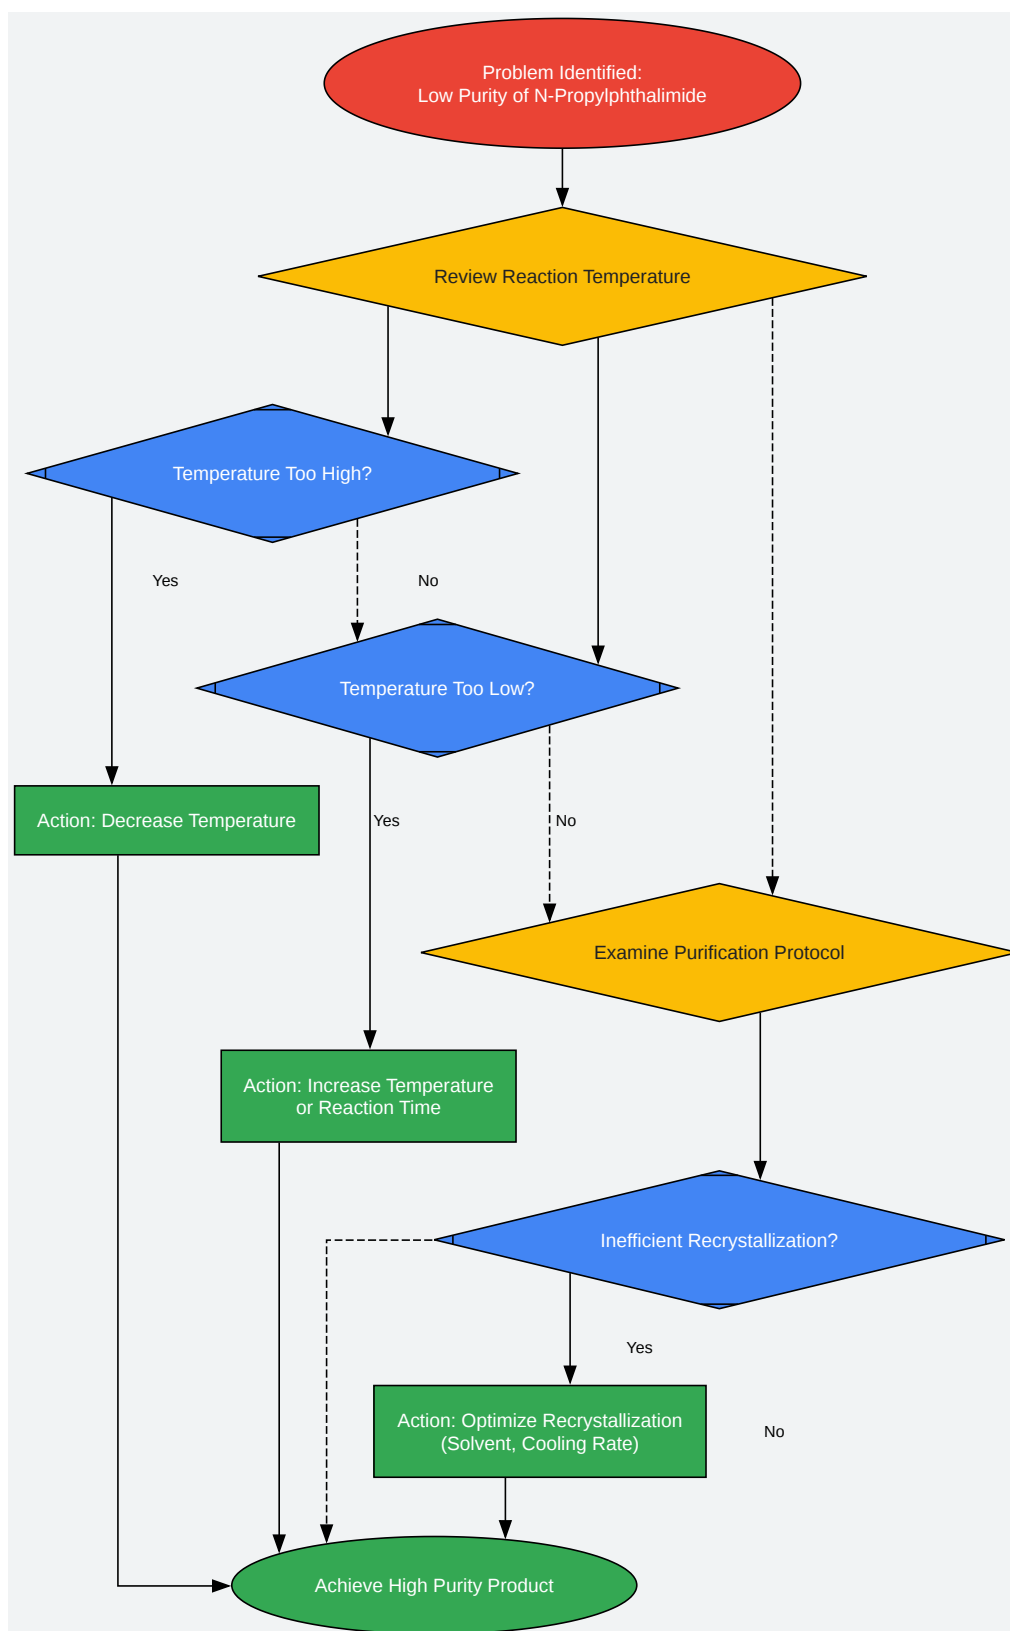 Problem Identified:
Low Purity of N-Propylphthalimide
Review Reaction Temperature
Temperature Too High?
Yes
No
Temperature Too Low?
Action: Decrease Temperature
Yes
No
Examine Purification Protocol
Action: Increase Temperature
or Reaction Time
Inefficient Recrystallization?
Yes
Action: Optimize Recrystallization
(Solvent, Cooling Rate)
No
Achieve High Purity Product